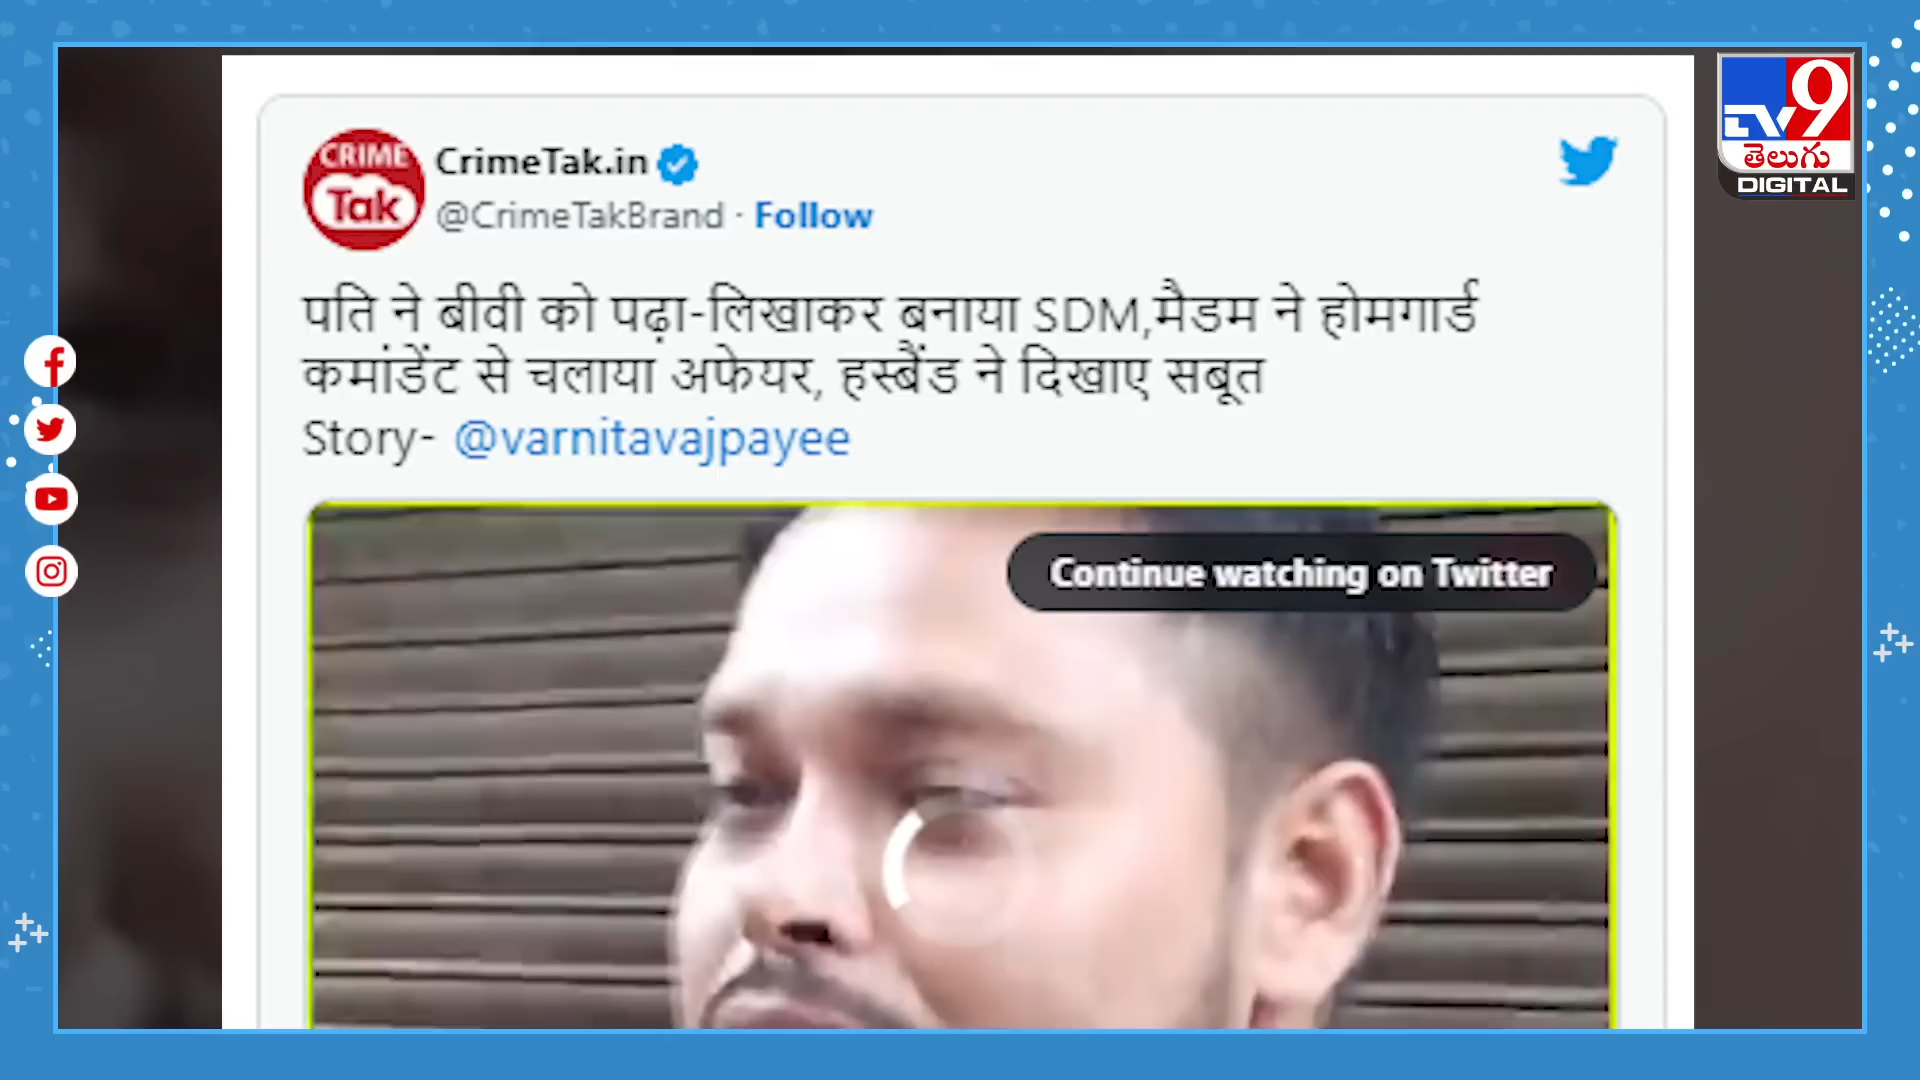 CRIME
Tak
CrimeTak.in
@CrimeTakBrand · Follow
पति ने बीवी को पढ़ा-लिखाकर बनाया SDM,मैडम ने होमगार्ड
कमांडेंट से चलाया अफेयर, हस्बैंड ने दिखाए सबूत
Story- @varnitavajpayee
Continue watching on Twitter
TV9
తెలుగు
DIGITAL